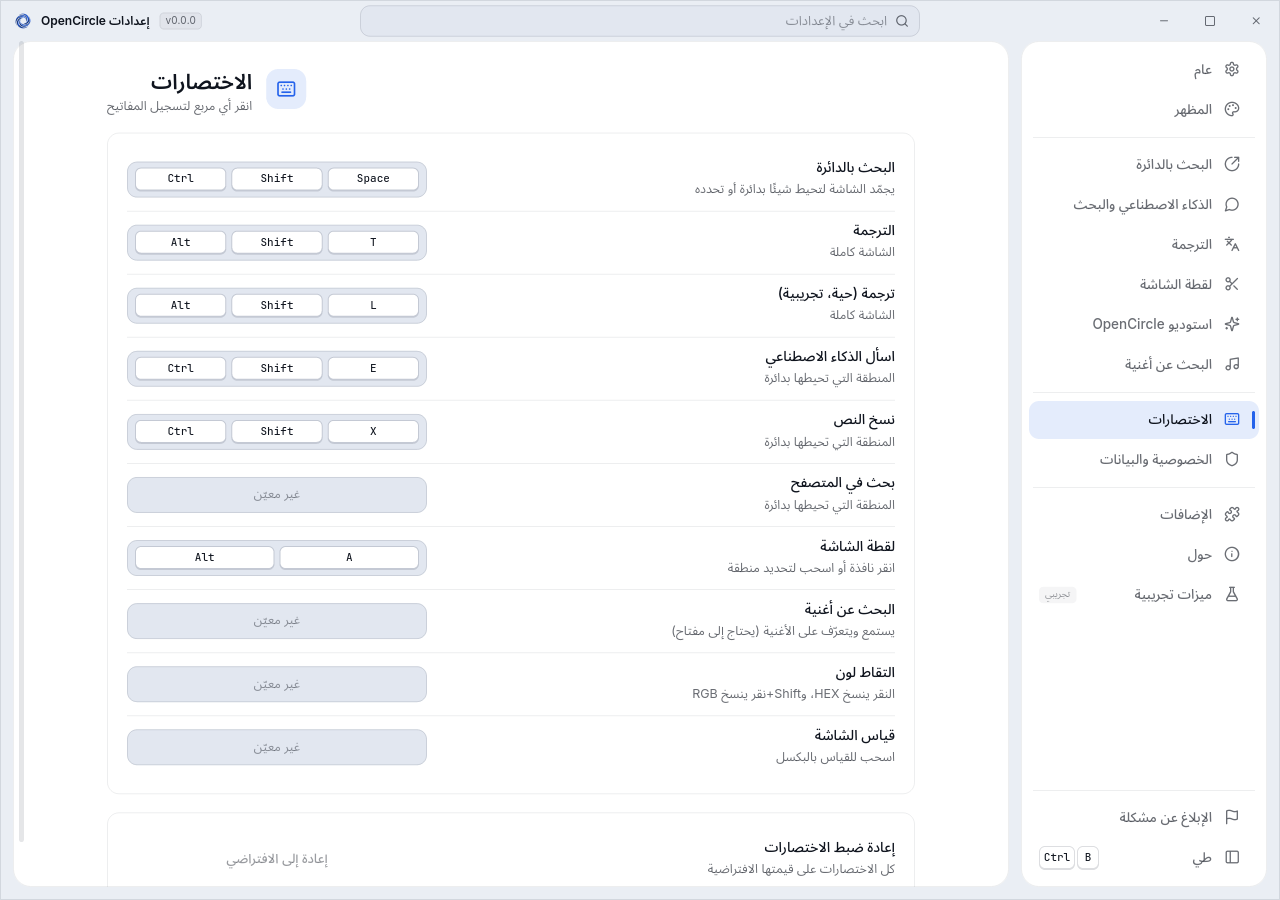 إعدادات OpenCircle
v0.0.0
ابحث في الإعدادات
عام
المظهر
البحث بالدائرة
الذكاء الاصطناعي والبحث
الترجمة
لقطة الشاشة
استوديو OpenCircle
البحث عن أغنية
الاختصارات
الخصوصية والبيانات
الإضافات
حول
ميزات تجريبية
تجريبي
الإبلاغ عن مشكلة
طي
Ctrl B
الاختصارات
انقر أي مربع لتسجيل المفاتيح
البحث بالدائرة
يجمّد الشاشة لتحيط شيئًا بدائرة أو تحدده
Ctrl Shift Space
الترجمة
الشاشة كاملة
Alt Shift T
ترجمة (حية، تجريبية)
الشاشة كاملة
Alt Shift L
اسأل الذكاء الاصطناعي
المنطقة التي تحيطها بدائرة
Ctrl Shift E
نسخ النص
المنطقة التي تحيطها بدائرة
Ctrl Shift X
بحث في المتصفح
المنطقة التي تحيطها بدائرة
غير معيّن
لقطة الشاشة
انقر نافذة أو اسحب لتحديد منطقة
Alt A
البحث عن أغنية
يستمع ويتعرّف على الأغنية (يحتاج إلى مفتاح)
غير معيّن
التقاط لون
النقر ينسخ HEX، وShift+نقر ينسخ RGB
غير معيّن
قياس الشاشة
اسحب للقياس بالبكسل
غير معيّن
إعادة ضبط الاختصارات
كل الاختصارات على قيمتها الافتراضية
إعادة إلى الافتراضي